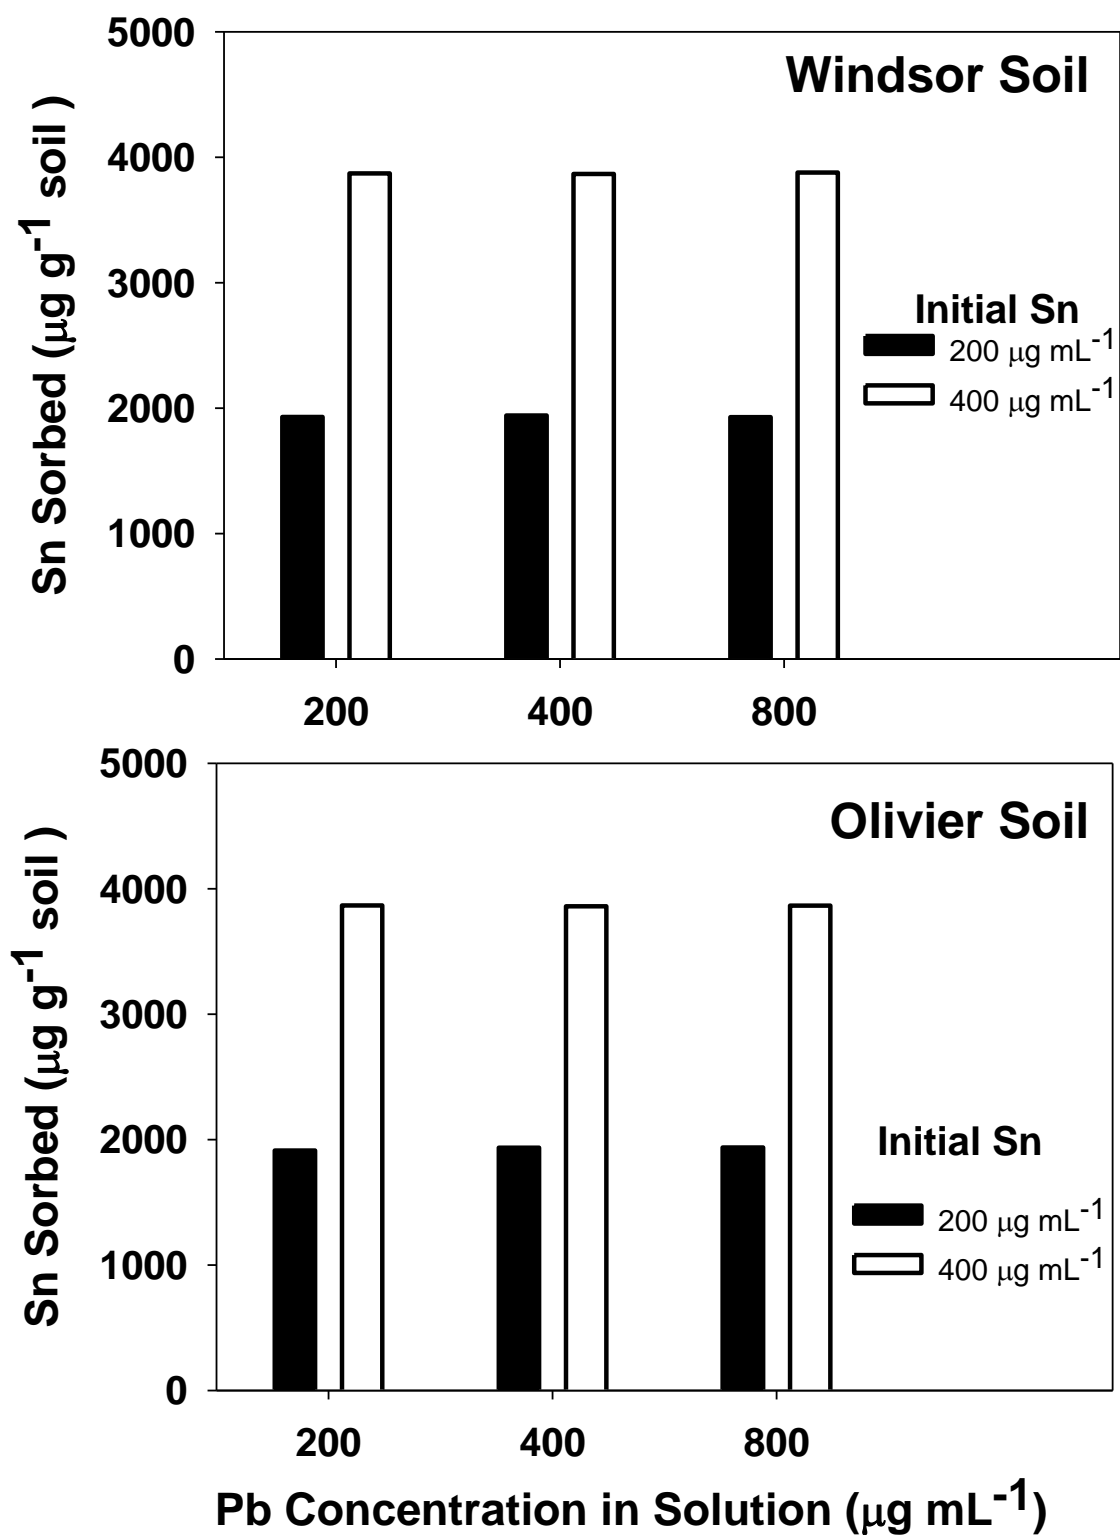 Windsor Soil
Sn Sorbed (μg g⁻¹ soil )
5000
4000
3000
2000
1000
0
Initial Sn
200 μg mL⁻¹
400 μg mL⁻¹
200 400 800
Olivier Soil
Sn Sorbed (μg g⁻¹ soil )
5000
4000
3000
2000
1000
0
Initial Sn
200 μg mL⁻¹
400 μg mL⁻¹
200 400 800
Pb Concentration in Solution (μg mL⁻¹)